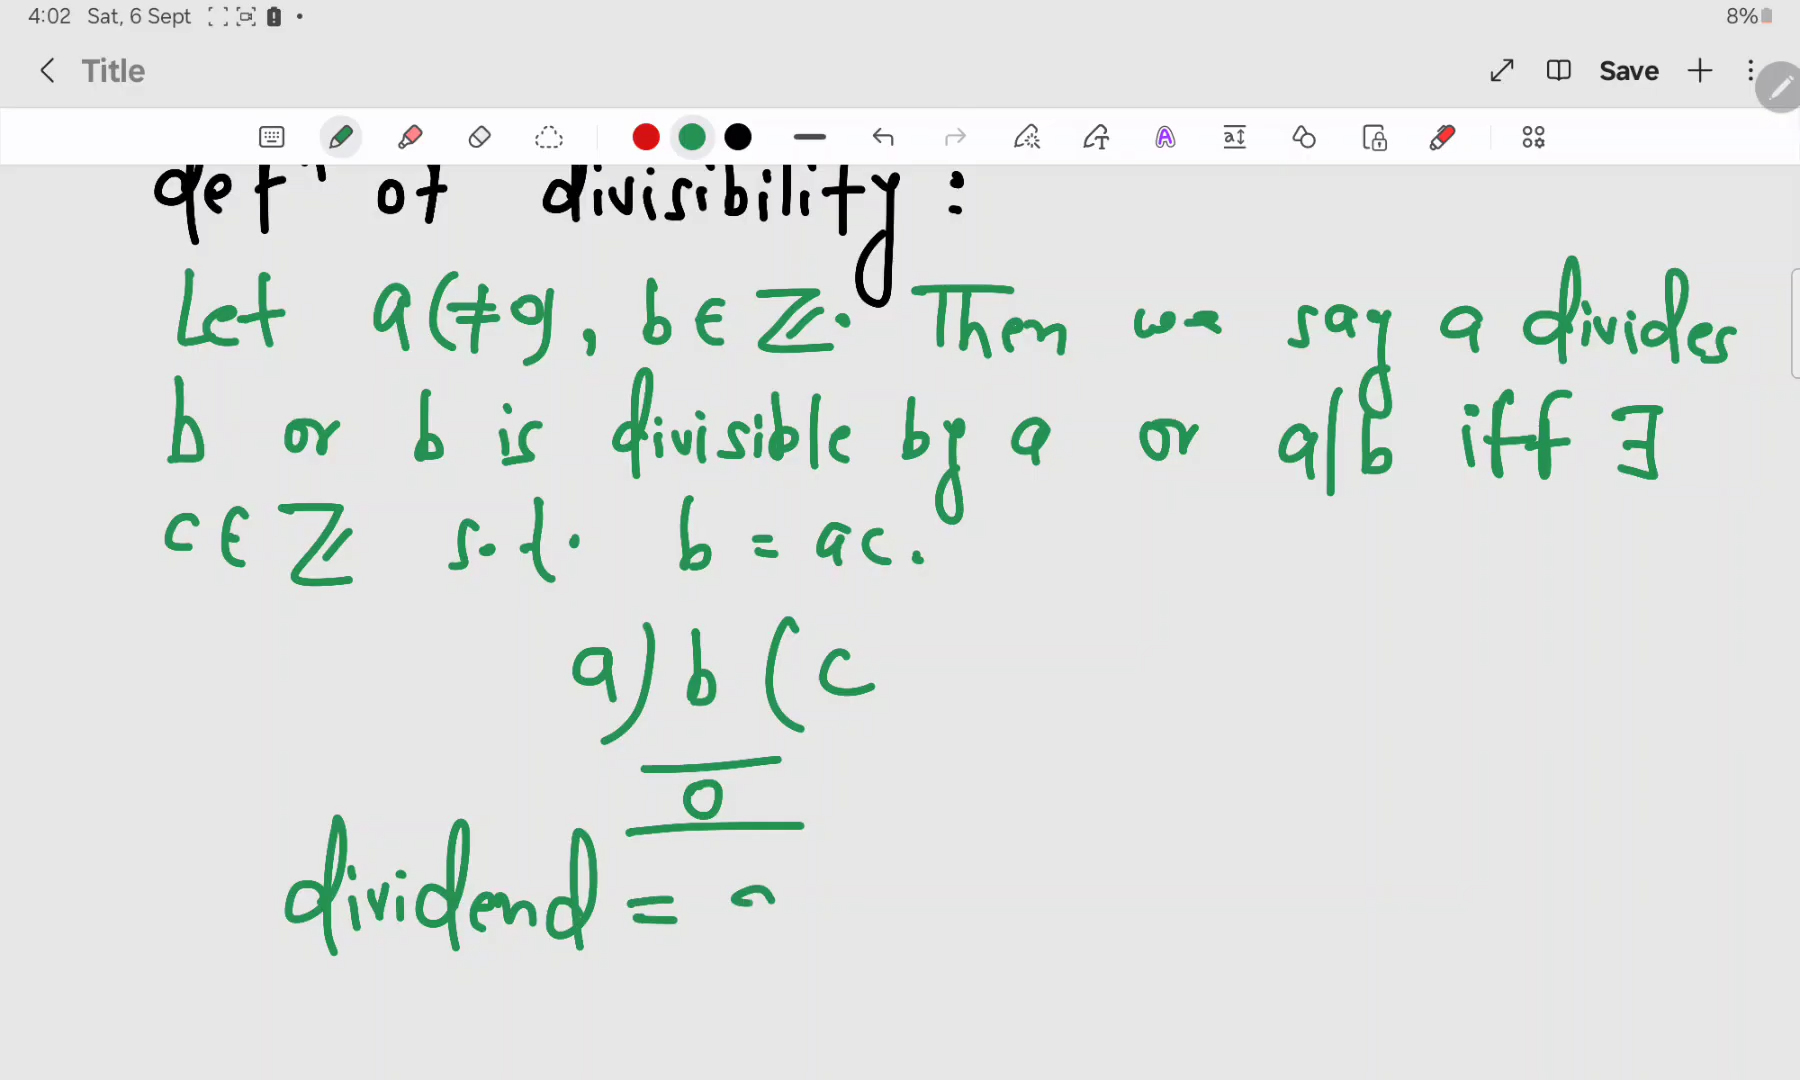 4:02 Sat, 6 Sept
8%
Title
Save
defⁿ of divisibility :
Let a(≠0), b ∈ ℤ. Then we say a divides
b or b is divisible by a or a|b iff ∃
c ∈ ℤ s.t. b = ac.
a) b (c
0
dividend =